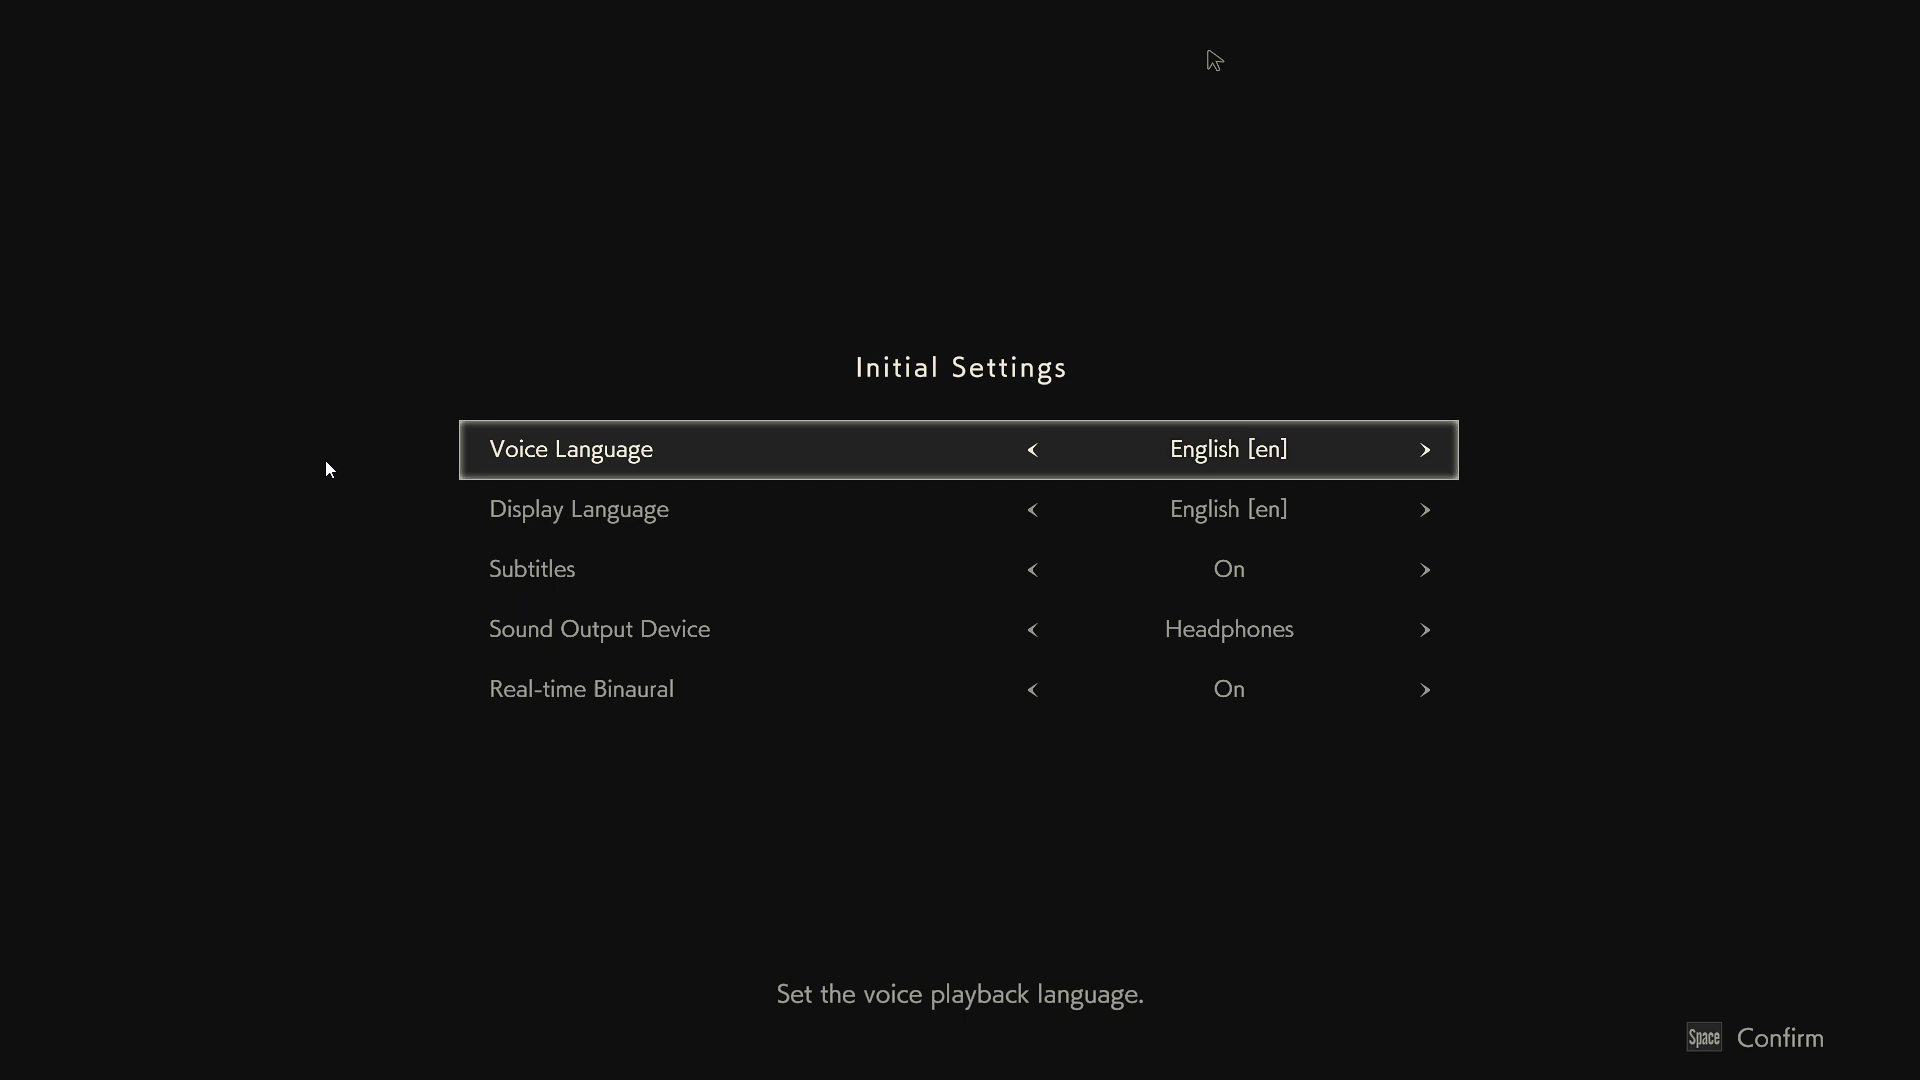 Initial Settings
Voice Language < English [en] >
Display Language < English [en] >
Subtitles < On >
Sound Output Device < Headphones >
Real-time Binaural < On >
Set the voice playback language.
Space Confirm